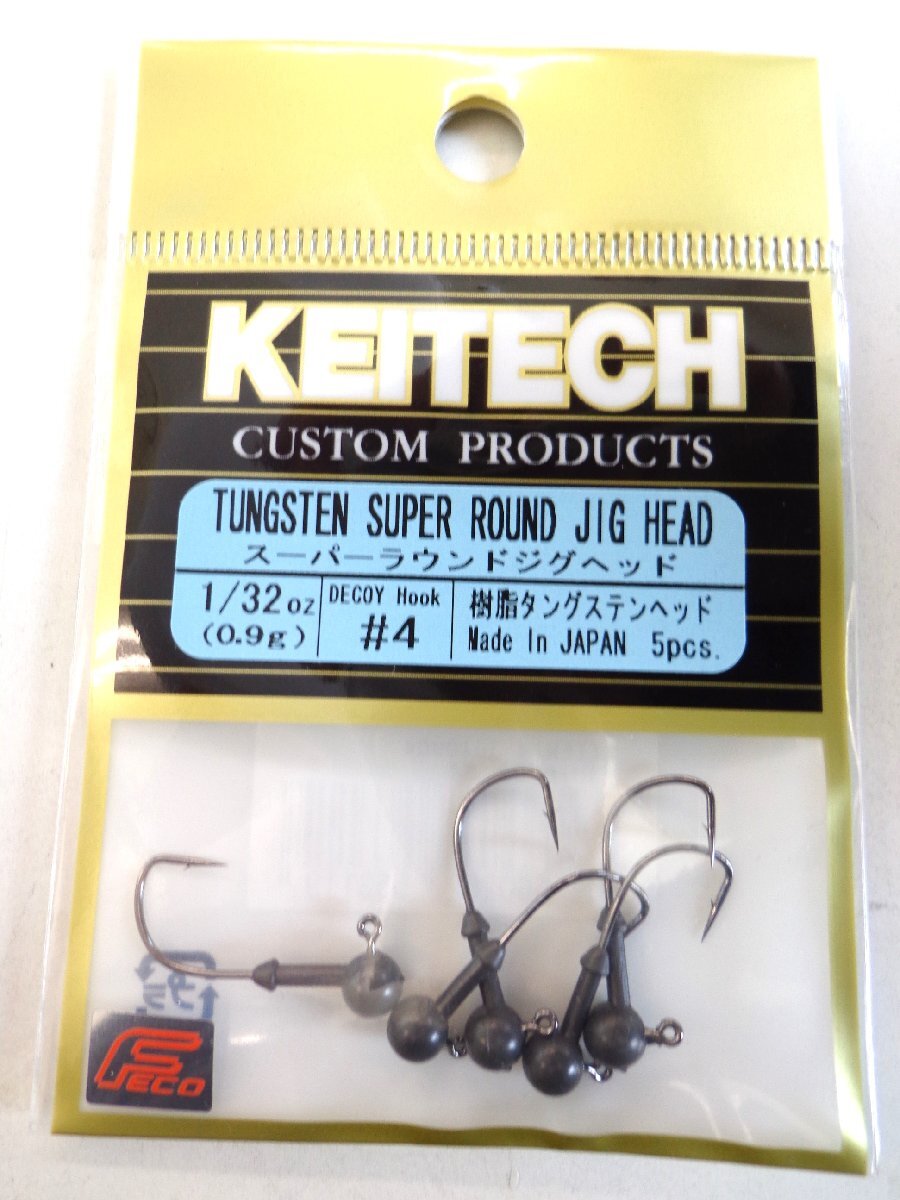 KEITECH
CUSTOM PRODUCTS
TUNGSTEN SUPER ROUND JIG HEAD
スーパーラウンドジグヘッド
1/32oz
(0.9g)
DECOY Hook
#4
樹脂タングステンヘッド
Made In JAPAN 5pcs.
FECO